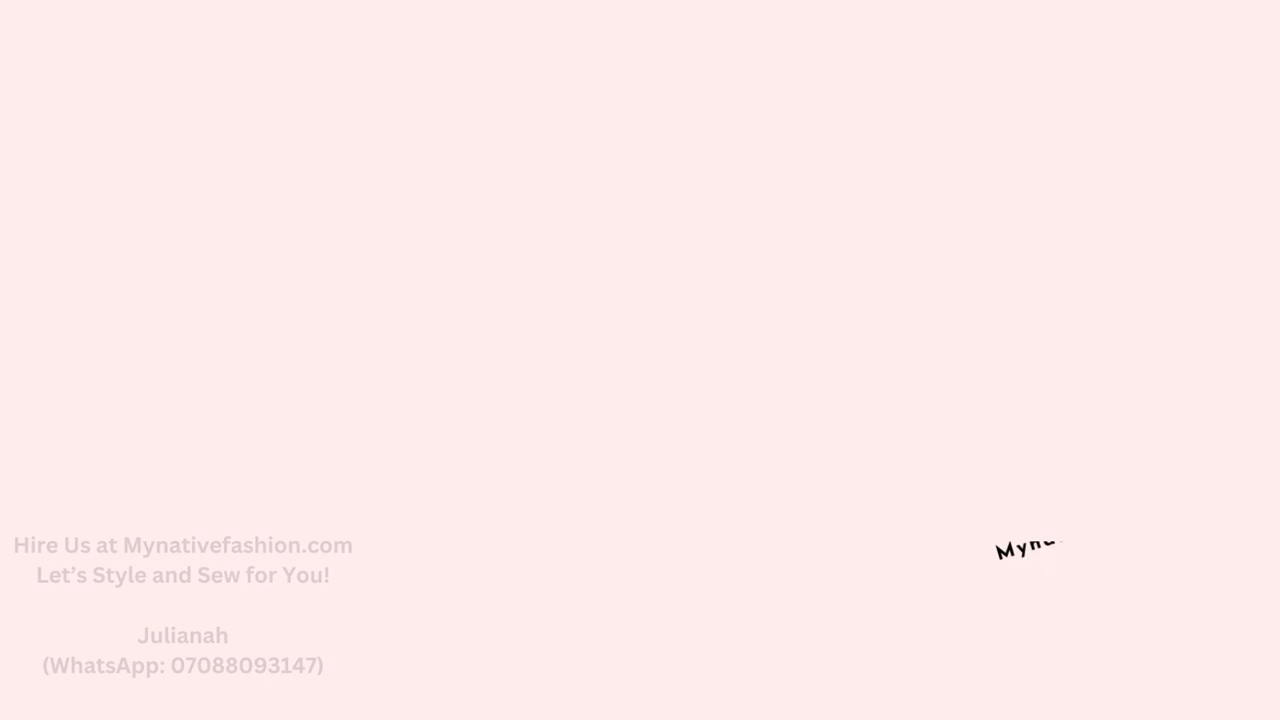 Hire Us at Mynativefashion.com
Let’s Style and Sew for You!
Julianah
(WhatsApp: 07088093147)